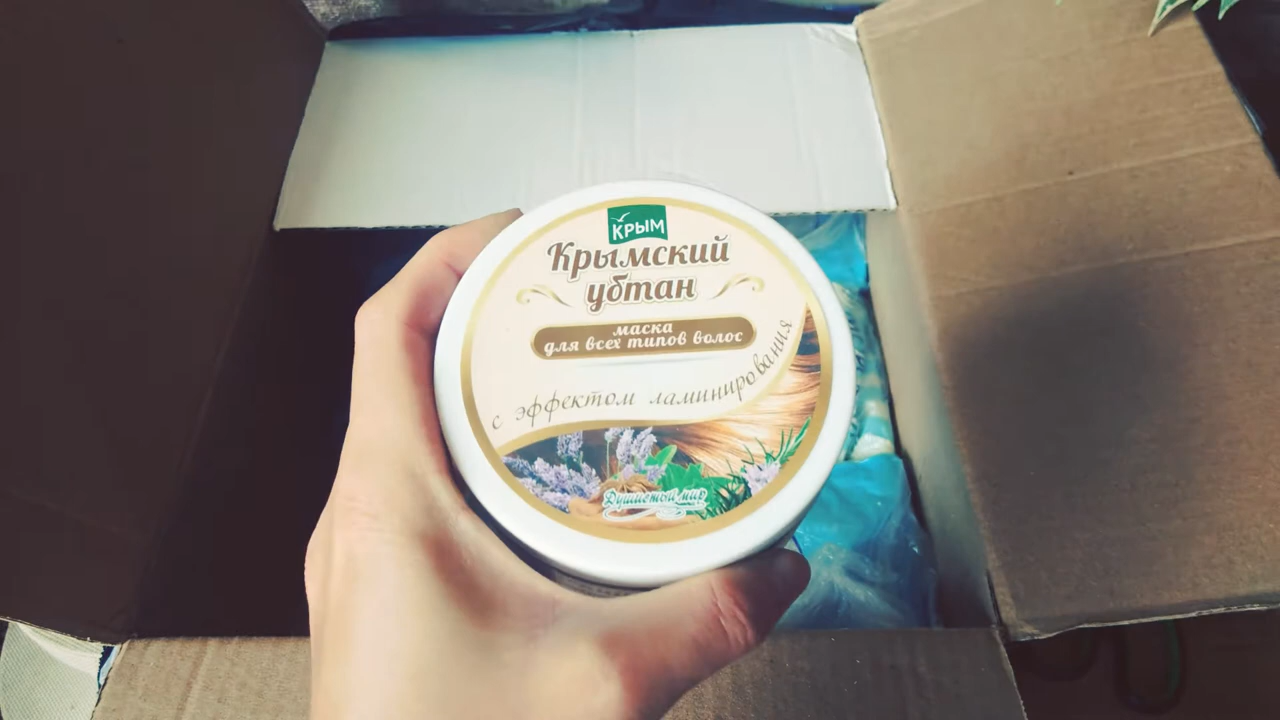 КРЫМ
Крымский
убтан
маска
для всех типов волос
с эффектом ламинирования
Душистый мир